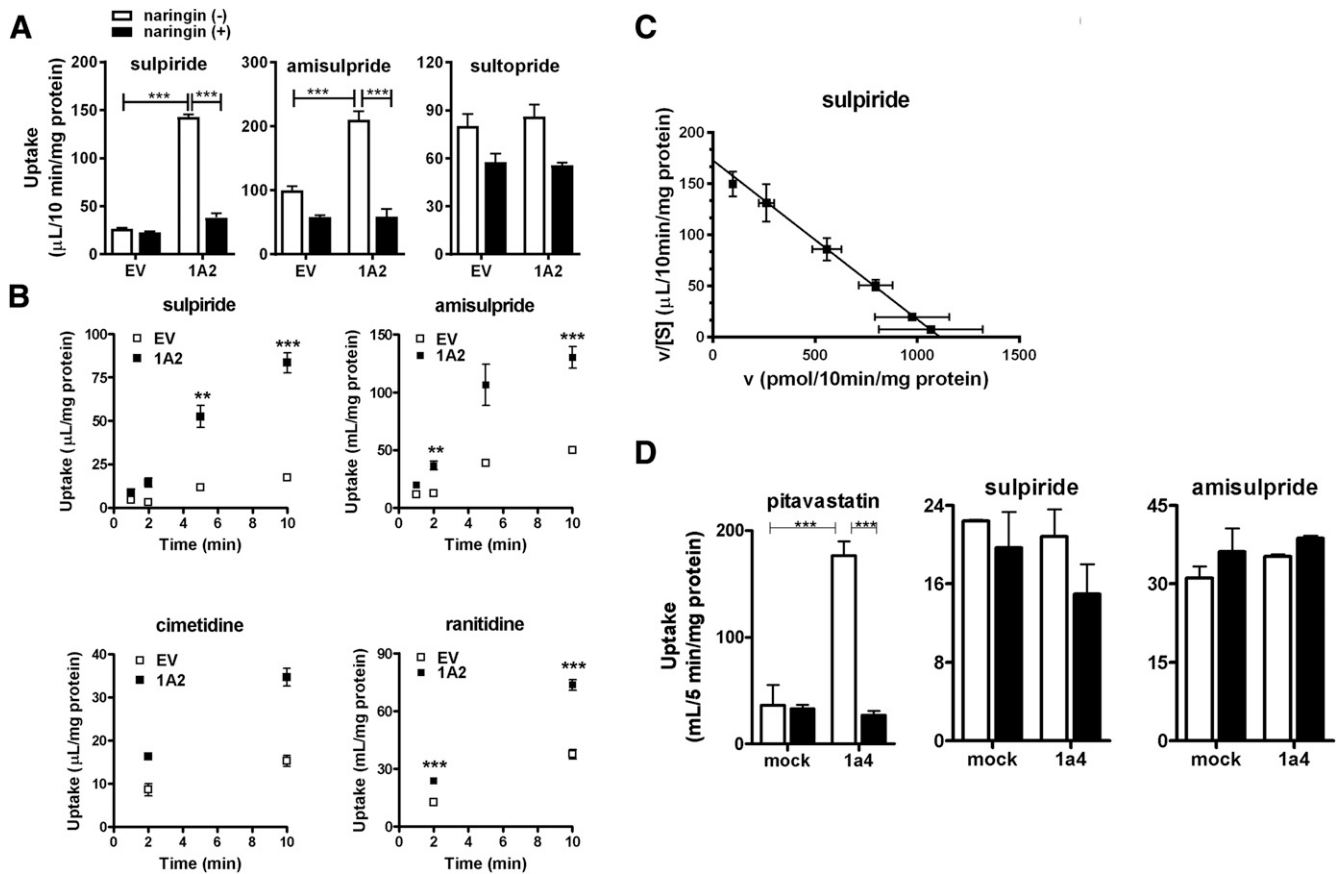 A
naringin (-)
naringin (+)
sulpiride
amisulpride
sultopride
Uptake
(μL/10 min/mg protein)
200
150
100
50
0
***
***
EV
1A2
300
200
100
0
***
***
EV
1A2
120
90
60
30
0
EV
1A2
B
sulpiride
Uptake (μL/mg protein)
100
75
50
25
0
EV
1A2
**
***
0 2 4 6 8 10
Time (min)
amisulpride
Uptake (mL/mg protein)
150
100
50
0
EV
1A2
**
***
0 2 4 6 8 10
Time (min)
cimetidine
Uptake (μL/mg protein)
40
30
20
10
0
EV
1A2
0 2 4 6 8 10
Time (min)
ranitidine
Uptake (mL/mg protein)
90
60
30
0
EV
1A2
***
***
0 2 4 6 8 10
Time (min)
C
sulpiride
v/[S] (μL/10min/mg protein)
200
150
100
50
0
0 500 1000 1500
v (pmol/10min/mg protein)
D
pitavastatin
Uptake
(mL/5 min/mg protein)
200
100
0
***
***
mock
1a4
sulpiride
24
16
8
0
mock
1a4
amisulpride
45
30
15
0
mock
1a4